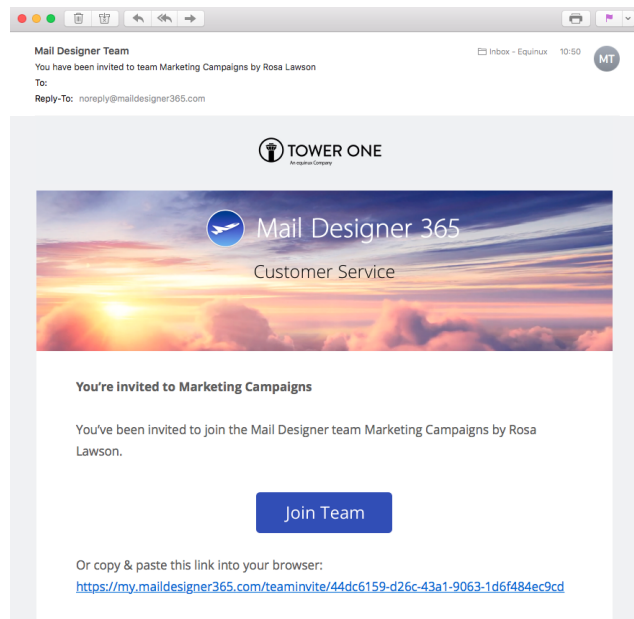 Mail Designer Team
Inbox - Equinux 10:50
MT
You have been invited to team Marketing Campaigns by Rosa Lawson
To:
Reply-To: noreply@maildesigner365.com
TOWER ONE
An equinux Company
Mail Designer 365
Customer Service
You're invited to Marketing Campaigns
You've been invited to join the Mail Designer team Marketing Campaigns by Rosa
Lawson.
Join Team
Or copy & paste this link into your browser:
https://my.maildesigner365.com/teaminvite/44dc6159-d26c-43a1-9063-1d6f484ec9cd